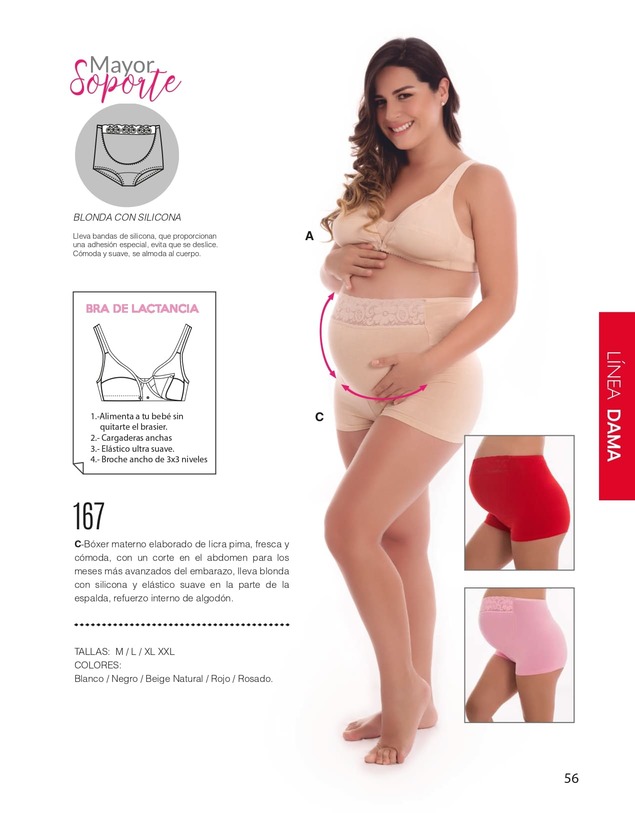 Mayor
Soporte
BLONDA CON SILICONA
Lleva bandas de silicona, que proporcionan
una adhesión especial, evita que se deslice.
Cómoda y suave, se almoda al cuerpo.
A
BRA DE LACTANCIA
1.-Alimenta a tu bebé sin
quitarte el brasier.
2.- Cargaderas anchas
3.- Elástico ultra suave.
4.- Broche ancho de 3x3 niveles
C
LÍNEA DAMA
167
C-Bóxer materno elaborado de licra pima, fresca y
cómoda, con un corte en el abdomen para los
meses más avanzados del embarazo, lleva blonda
con silicona y elástico suave en la parte de la
espalda, refuerzo interno de algodón.
TALLAS: M / L / XL XXL
COLORES:
Blanco / Negro / Beige Natural / Rojo / Rosado.
56